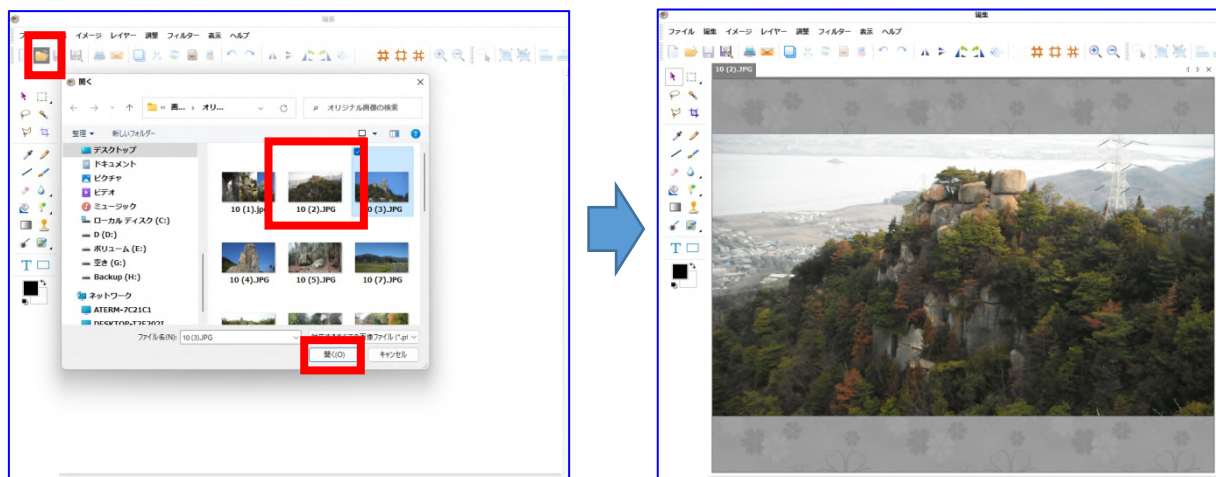 編集
イメージ レイヤー 調整 フィルター 表示 ヘルプ
開く
画... › オリ...
オリジナル画像の検索
整理 新しいフォルダー
デスクトップ
ドキュメント
ピクチャ
ビデオ
ミュージック
ローカル ディスク (C:)
D (D:)
ボリューム (E:)
空き (G:)
Backup (H:)
ネットワーク
ATERM-7C21C1
10 (1).jpg 10 (2).JPG 10 (3).JPG
10 (4).JPG 10 (5).JPG 10 (7).JPG
ファイル名(N): 10 (3).JPG
開く(O) キャンセル
T
編集
ファイル 編集 イメージ レイヤー 調整 フィルター 表示 ヘルプ
10 (2).JPG
T